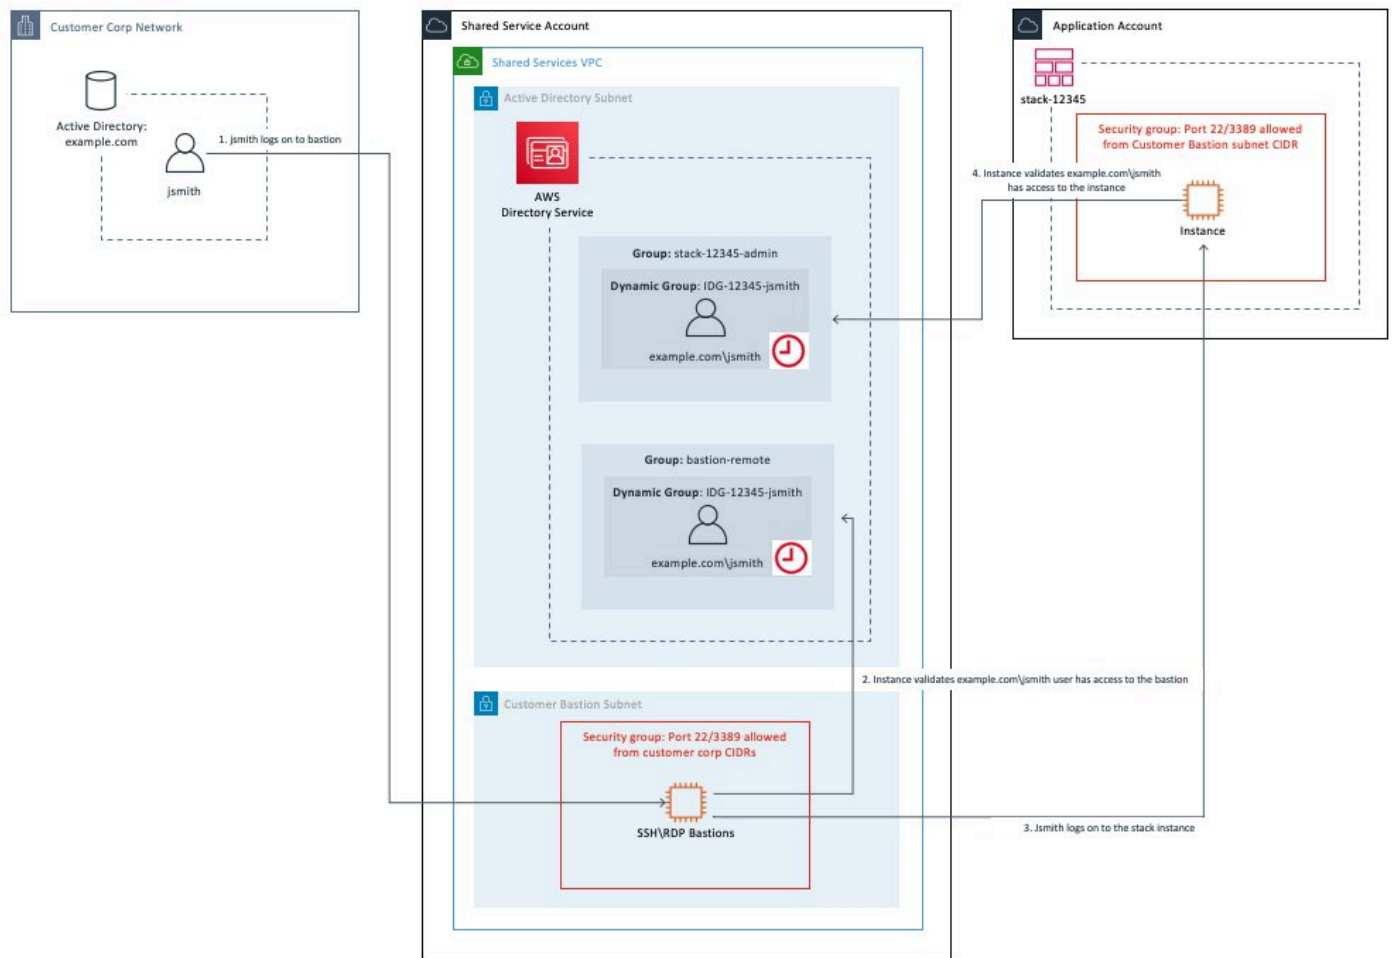 Customer Corp Network
Active Directory:
example.com
jsmith
1. jsmith logs on to bastion
Shared Service Account
Shared Services VPC
Active Directory Subnet
AWS
Directory Service
Group: stack-12345-admin
Dynamic Group: IDG-12345-jsmith
example.com\jsmith
Group: bastion-remote
Dynamic Group: IDG-12345-jsmith
example.com\jsmith
2. Instance validates example.com\jsmith user has access to the bastion
Customer Bastion Subnet
Security group: Port 22/3389 allowed
from customer corp CIDRs
SSH\RDP Bastions
3. Jsmith logs on to the stack instance
Application Account
stack-12345
Security group: Port 22/3389 allowed
from Customer Bastion subnet CIDR
4. Instance validates example.com\jsmith
has access to the instance
Instance